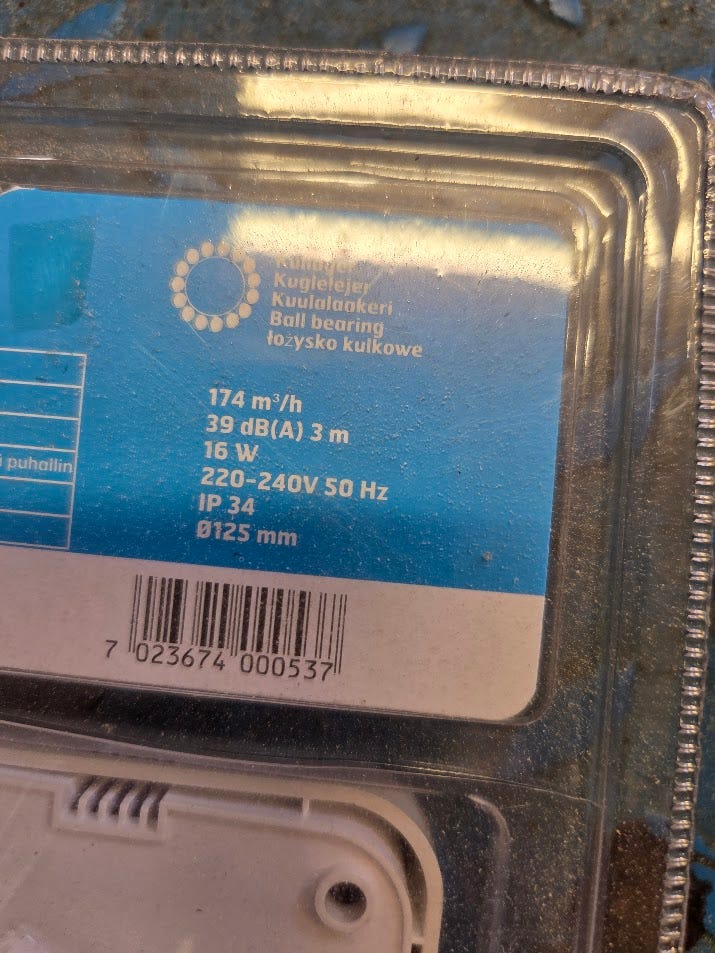 Kuglelejer
Kuulalaakeri
Ball bearing
łożysko kulkowe
174 m³/h
39 dB(A) 3 m
16 W
puhallin
220-240V 50 Hz
IP 34
Ø125 mm
7 023674 000537